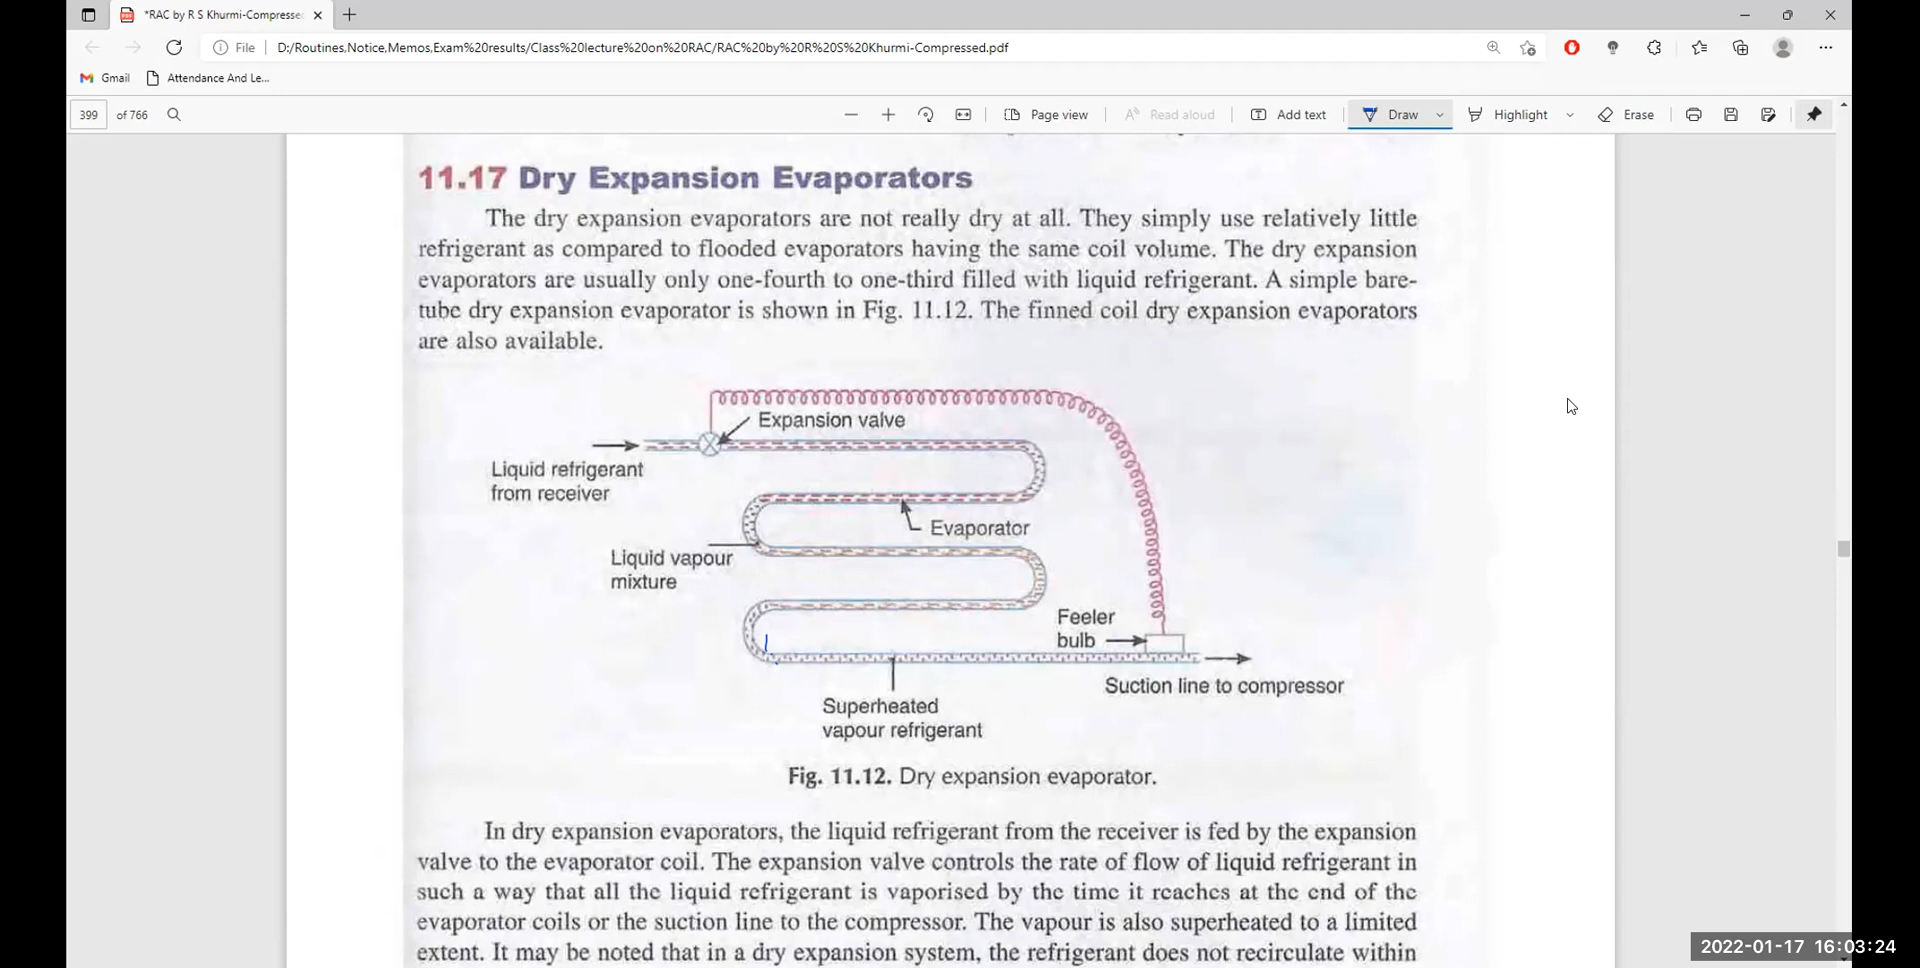 *RAC by R S Khurmi-Compresse
File D:/Routines,Notice,Memos,Exam%20results/Class%20lecture%20on%20RAC/RAC%20by%20R%20S%20Khurmi-Compressed.pdf
Gmail Attendance And Le...
399 of 766 Page view Read aloud Add text Draw Highlight Erase
11.17 Dry Expansion Evaporators
The dry expansion evaporators are not really dry at all. They simply use relatively little
refrigerant as compared to flooded evaporators having the same coil volume. The dry expansion
evaporators are usually only one-fourth to one-third filled with liquid refrigerant. A simple bare-
tube dry expansion evaporator is shown in Fig. 11.12. The finned coil dry expansion evaporators
are also available.
Expansion valve
Liquid refrigerant
from receiver
Evaporator
Liquid vapour
mixture
Feeler
bulb
Suction line to compressor
Superheated
vapour refrigerant
Fig. 11.12. Dry expansion evaporator.
In dry expansion evaporators, the liquid refrigerant from the receiver is fed by the expansion
valve to the evaporator coil. The expansion valve controls the rate of flow of liquid refrigerant in
such a way that all the liquid refrigerant is vaporised by the time it reaches at the end of the
evaporator coils or the suction line to the compressor. The vapour is also superheated to a limited
extent. It may be noted that in a dry expansion system, the refrigerant does not recirculate within
2022-01-17 16:03:24